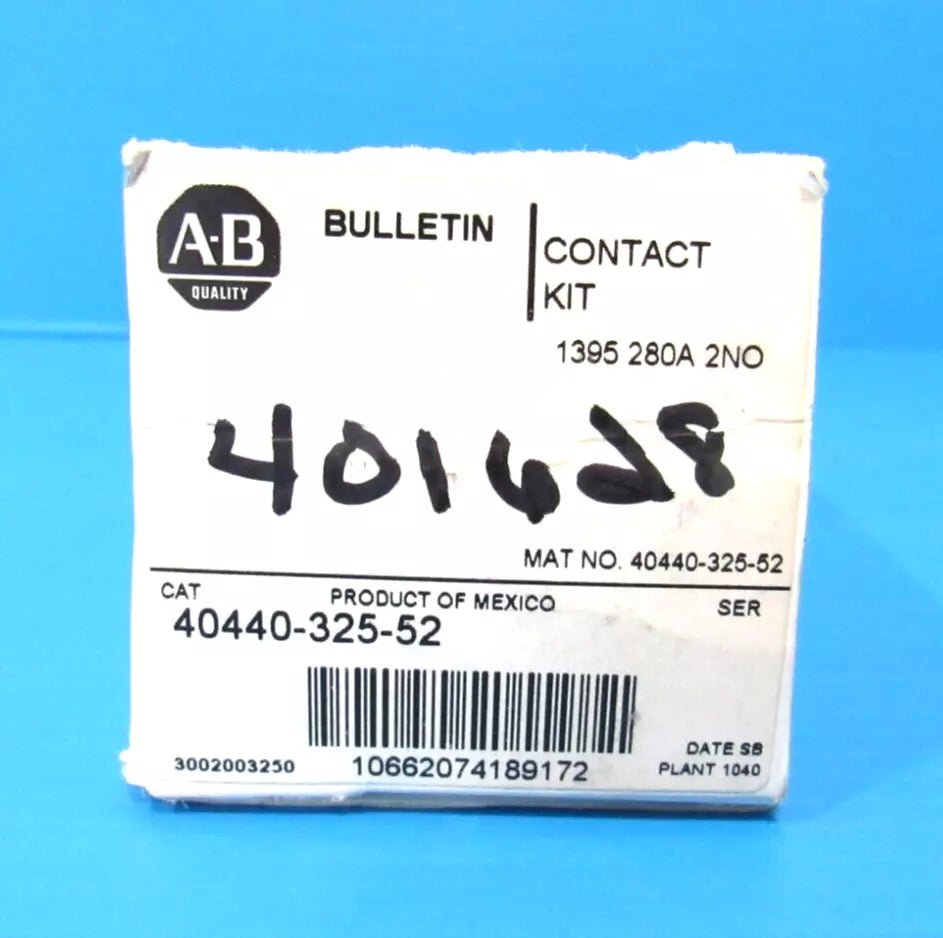 A-B
QUALITY
BULLETIN
CONTACT
KIT
1395 280A 2NO
401628
MAT NO. 40440-325-52
CAT
PRODUCT OF MEXICO
SER
40440-325-52
3002003250
10662074189172
DATE SB
PLANT 1040